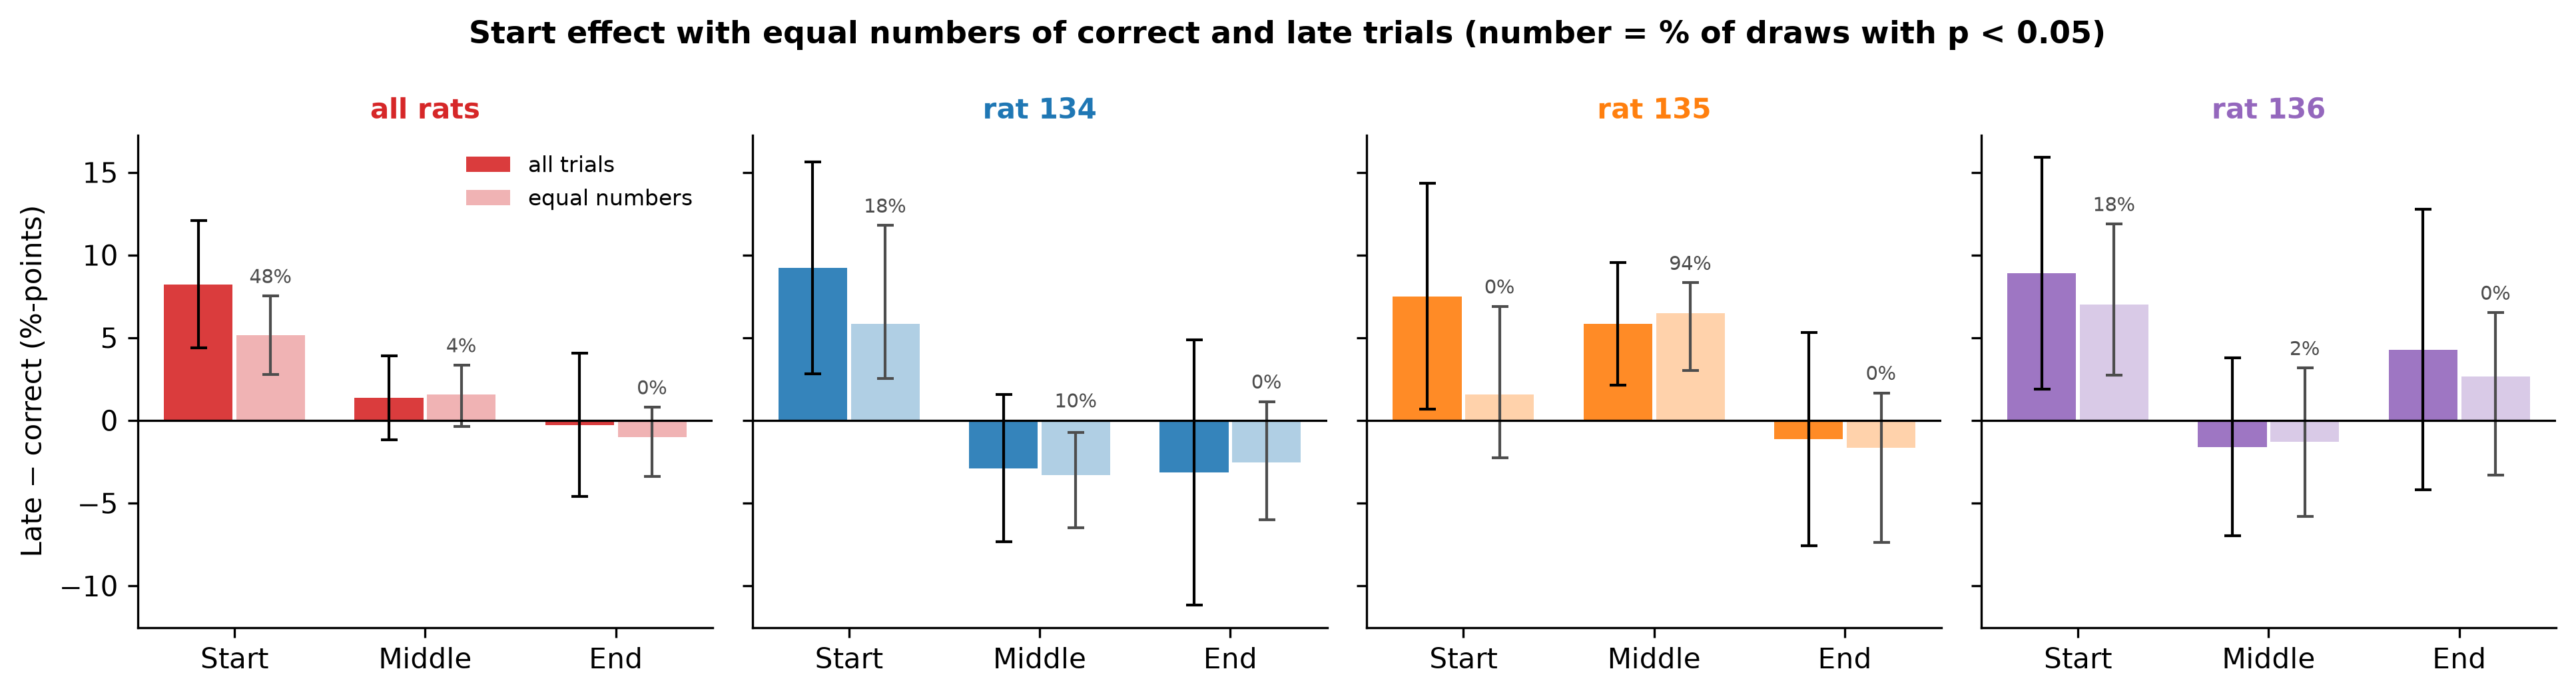 Start effect with equal numbers of correct and late trials (number = % of draws with p < 0.05)
all rats
rat 134
rat 135
rat 136
Late − correct (%-points)
15
10
5
0
−5
−10
all trials
equal numbers
48%
4%
0%
18%
10%
0%
0%
94%
0%
18%
2%
0%
Start
Middle
End
Start
Middle
End
Start
Middle
End
Start
Middle
End